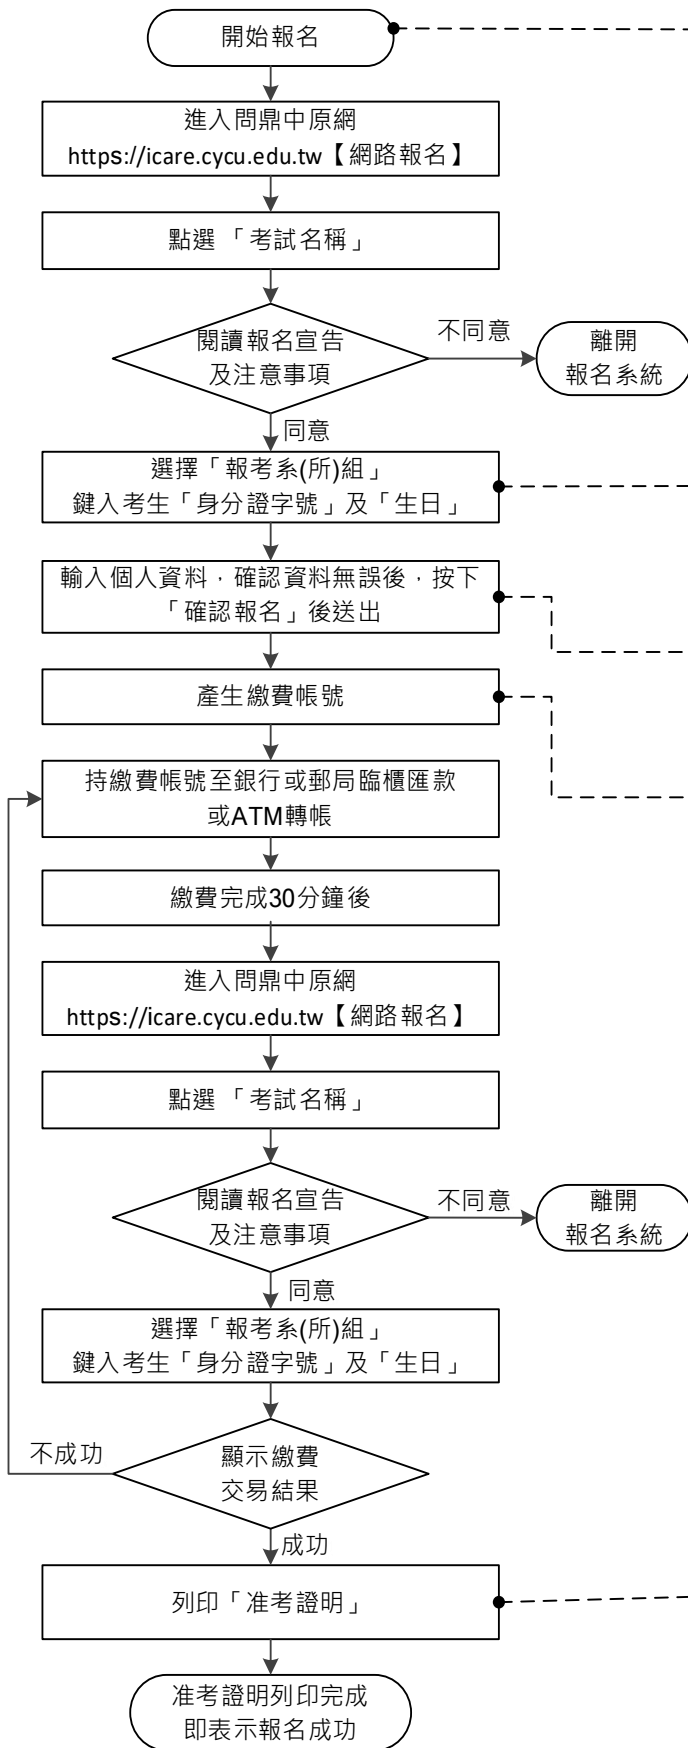 開始報名
進入問鼎中原網
https://icare.cycu.edu.tw【網路報名】
點選「考試名稱」
閱讀報名宣告
及注意事項
不同意
離開
報名系統
同意
選擇「報考系(所)組」
鍵入考生「身分證字號」及「生日」
輸入個人資料，確認資料無誤後，按下
「確認報名」後送出
產生繳費帳號
持繳費帳號至銀行或郵局臨櫃匯款
或ATM轉帳
繳費完成30分鐘後
進入問鼎中原網
https://icare.cycu.edu.tw【網路報名】
點選「考試名稱」
閱讀報名宣告
及注意事項
不同意
離開
報名系統
同意
選擇「報考系(所)組」
鍵入考生「身分證字號」及「生日」
不成功
顯示繳費
交易結果
成功
列印「准考證明」
准考證明列印完成
即表示報名成功